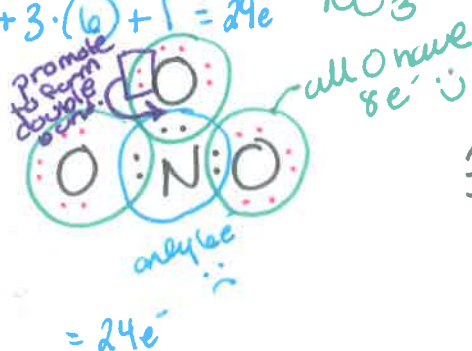 + 3·(6) + 1 = 24e⁻
NO3
Promote
to form
double
bond
all O have
8e⁻ :)
O
O N O
only 6e
:(
= 24e⁻